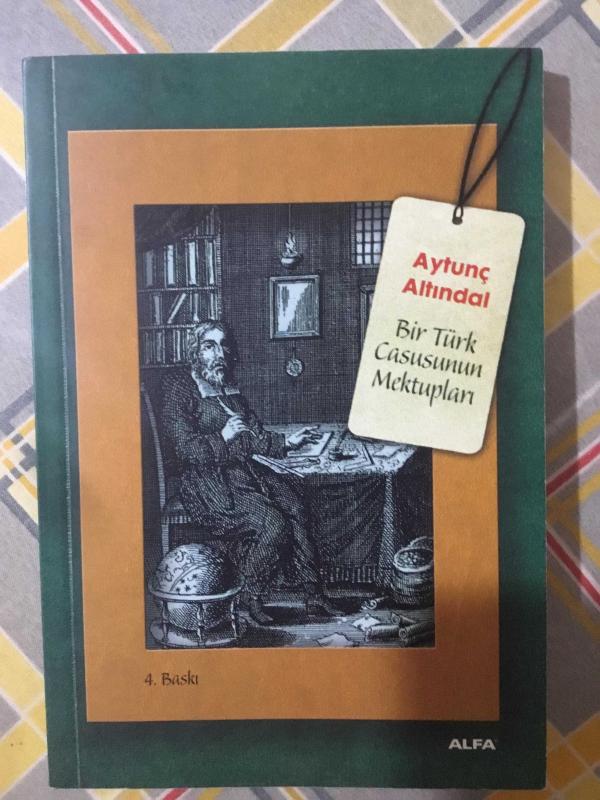 Aytunç
Altındal
Bir Türk
Casusunun
Mektupları
4. Baskı
ALFA